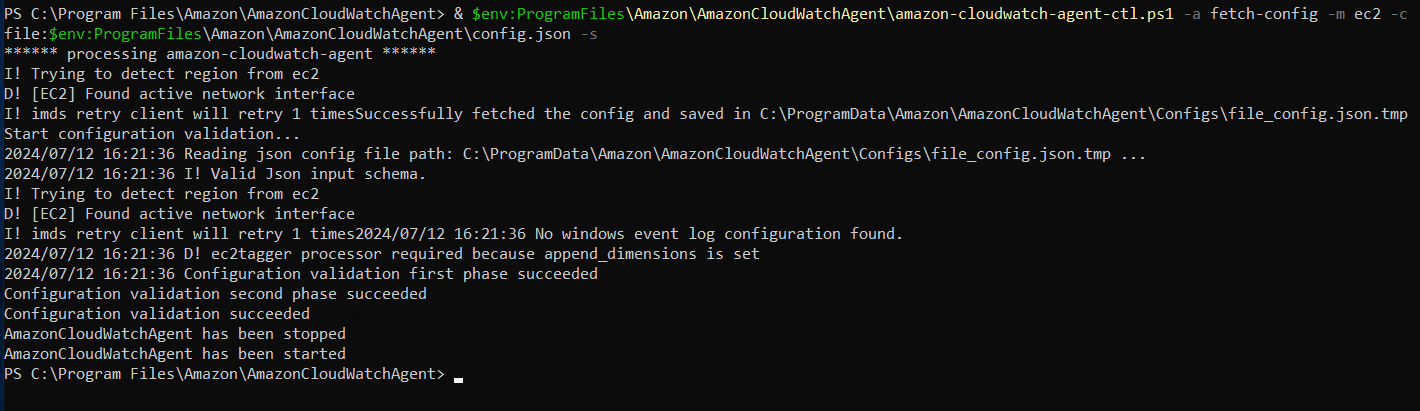 PS C:\Program Files\Amazon\AmazonCloudWatchAgent> & $env:ProgramFiles\Amazon\AmazonCloudWatchAgent\amazon-cloudwatch-agent-ctl.ps1 -a fetch-config -m ec2 -c
file:$env:ProgramFiles\Amazon\AmazonCloudWatchAgent\config.json -s
****** processing amazon-cloudwatch-agent ******
I! Trying to detect region from ec2
D! [EC2] Found active network interface
I! imds retry client will retry 1 timesSuccessfully fetched the config and saved in C:\ProgramData\Amazon\AmazonCloudWatchAgent\Configs\file_config.json.tmp
Start configuration validation...
2024/07/12 16:21:36 Reading json config file path: C:\ProgramData\Amazon\AmazonCloudWatchAgent\Configs\file_config.json.tmp ...
2024/07/12 16:21:36 I! Valid Json input schema.
I! Trying to detect region from ec2
D! [EC2] Found active network interface
I! imds retry client will retry 1 times2024/07/12 16:21:36 No windows event log configuration found.
2024/07/12 16:21:36 D! ec2tagger processor required because append_dimensions is set
2024/07/12 16:21:36 Configuration validation first phase succeeded
Configuration validation second phase succeeded
Configuration validation succeeded
AmazonCloudWatchAgent has been stopped
AmazonCloudWatchAgent has been started
PS C:\Program Files\Amazon\AmazonCloudWatchAgent>